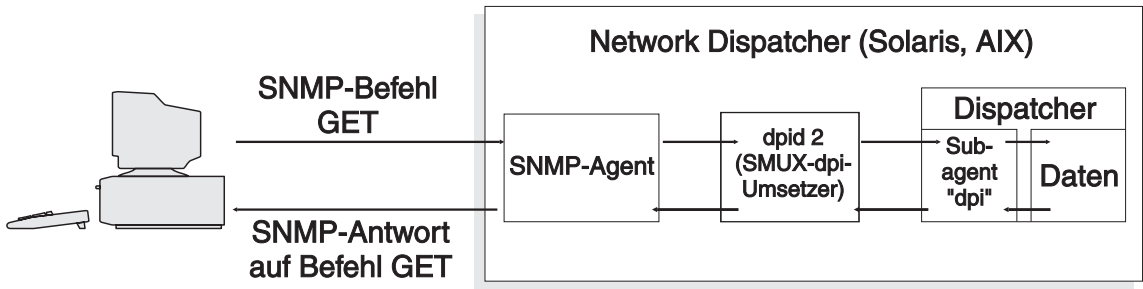 Network Dispatcher (Solaris, AIX)
SNMP-Befehl
GET
SNMP-Agent
dpid 2
(SMUX-dpi-
Umsetzer)
Dispatcher
Sub-
agent
"dpi"
Daten
SNMP-Antwort
auf Befehl GET